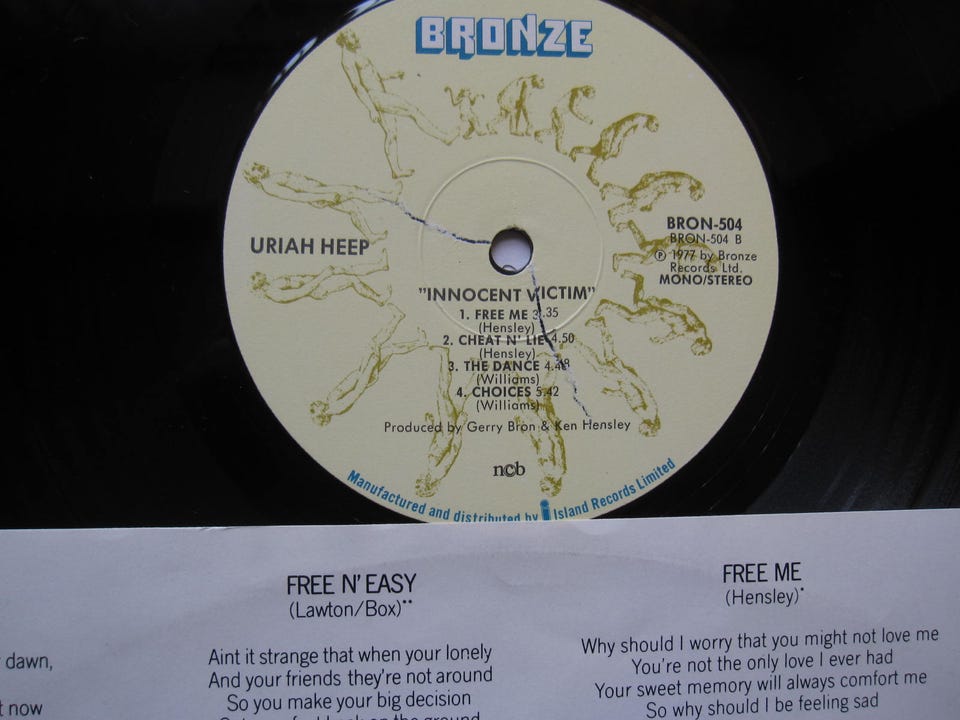 BRONZE
URIAH HEEP
BRON-504
BRON-504 B
℗ 1977 by Bronze
Records Ltd.
MONO/STEREO
"INNOCENT VICTIM"
1. FREE ME 3.35
(Hensley)
2. CHEAT N' LIE 4.50
(Hensley)
3. THE DANCE 4.48
(Williams)
4. CHOICES 5.42
(Williams)
Produced by Gerry Bron & Ken Hensley
ncb
Manufactured and distributed by Island Records Limited
dawn,
now
FREE N' EASY
(Lawton/Box)**
Aint it strange that when your lonely
And your friends they're not around
So you make your big decision
on the ground
FREE ME
(Hensley)*
Why should I worry that you might not love me
You're not the only love I ever had
Your sweet memory will always comfort me
So why should I be feeling sad